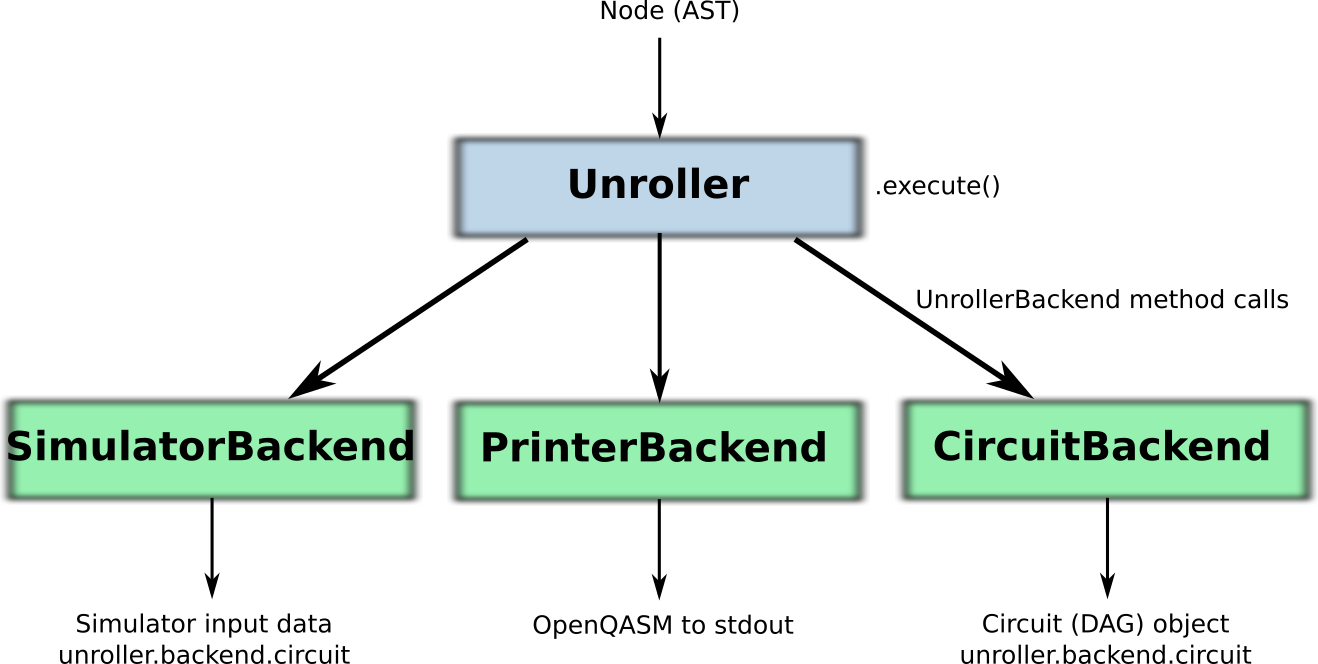 Node (AST)
Unroller
.execute()
UnrollerBackend method calls
SimulatorBackend
PrinterBackend
CircuitBackend
Simulator input data
unroller.backend.circuit
OpenQASM to stdout
Circuit (DAG) object
unroller.backend.circuit